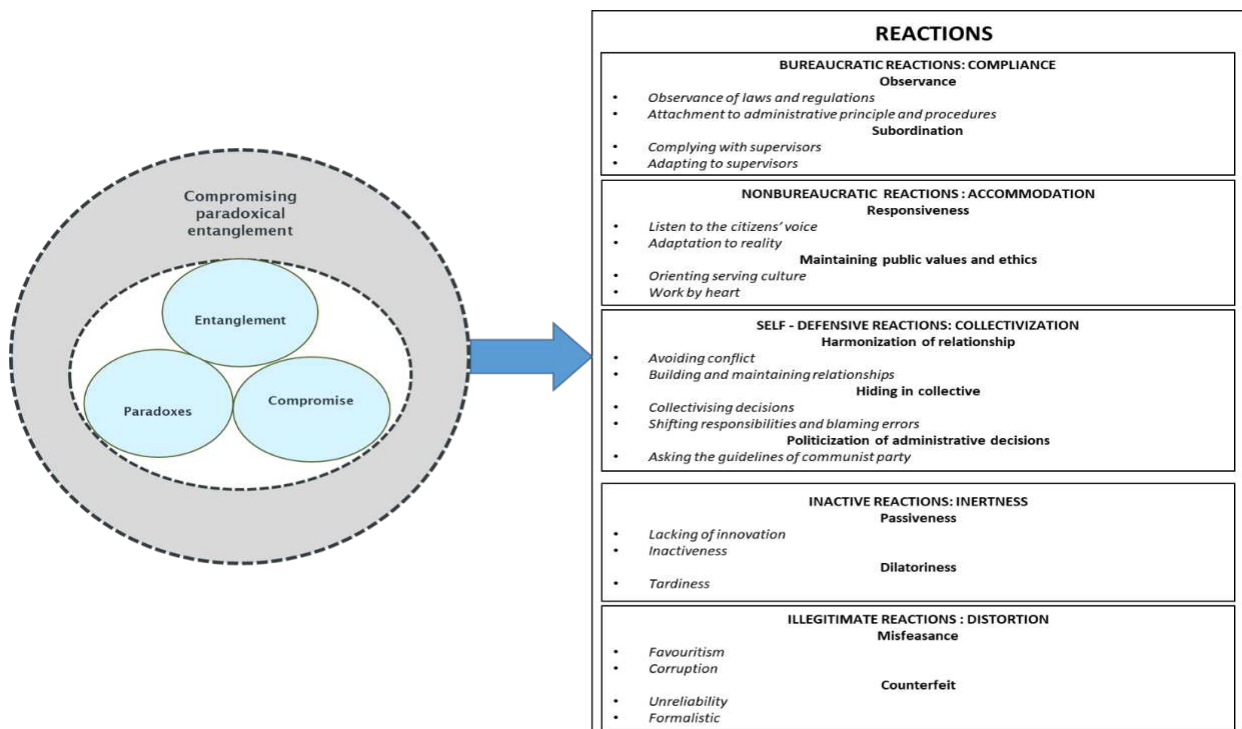 Compromising
paradoxical
entanglement
Entanglement
Paradoxes
Compromise
REACTIONS
BUREAUCRATIC REACTIONS: COMPLIANCE
Observance
• Observance of laws and regulations
• Attachment to administrative principle and procedures
Subordination
• Complying with supervisors
• Adapting to supervisors
NONBUREAUCRATIC REACTIONS : ACCOMMODATION
Responsiveness
• Listen to the citizens' voice
• Adaptation to reality
Maintaining public values and ethics
• Orienting serving culture
• Work by heart
SELF - DEFENSIVE REACTIONS: COLLECTIVIZATION
Harmonization of relationship
• Avoiding conflict
• Building and maintaining relationships
Hiding in collective
• Collectivising decisions
• Shifting responsibilities and blaming errors
Politicization of administrative decisions
• Asking the guidelines of communist party
INACTIVE REACTIONS: INERTNESS
Passiveness
• Lacking of innovation
• Inactiveness
Dilatoriness
• Tardiness
ILLEGITIMATE REACTIONS : DISTORTION
Misfeasance
• Favouritism
• Corruption
Counterfeit
• Unreliability
• Formalistic